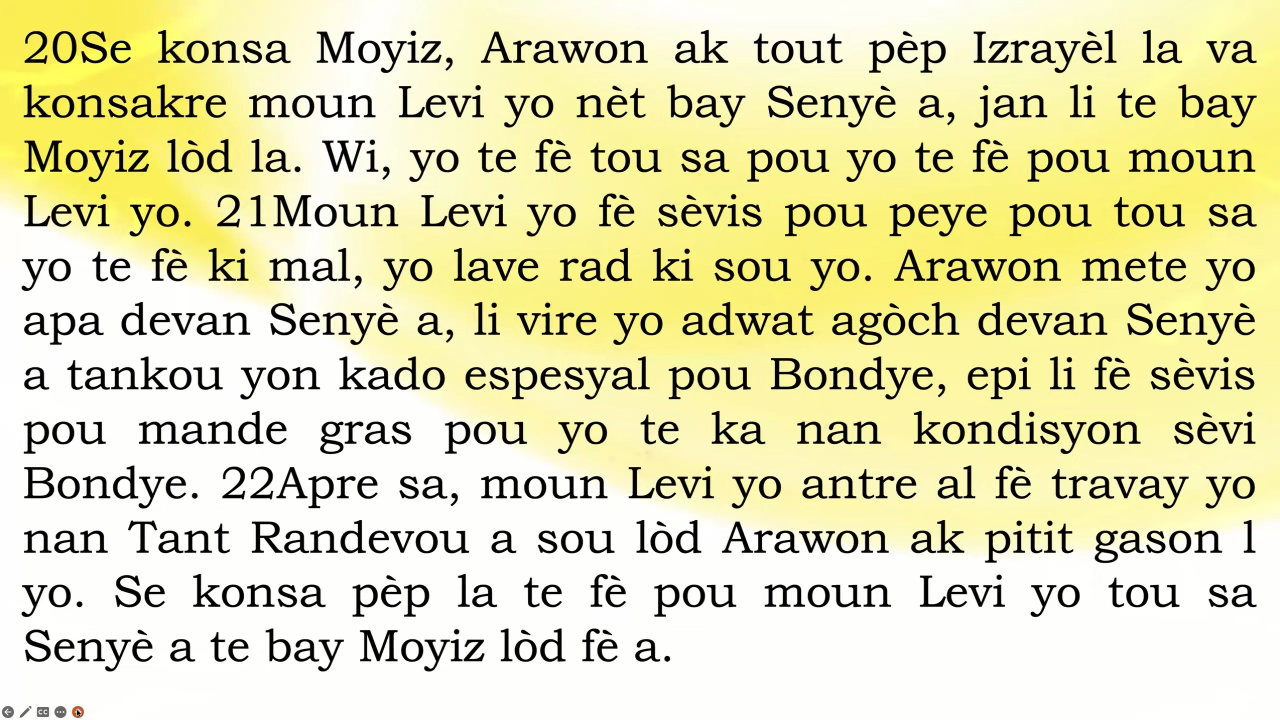 20Se konsa Moyiz, Arawon ak tout pèp Izrayèl la va
konsakre moun Levi yo nèt bay Senyè a, jan li te bay
Moyiz lòd la. Wi, yo te fè tou sa pou yo te fè pou moun
Levi yo. 21Moun Levi yo fè sèvis pou peye pou tou sa
yo te fè ki mal, yo lave rad ki sou yo. Arawon mete yo
apa devan Senyè a, li vire yo adwat agòch devan Senyè
a tankou yon kado espesyal pou Bondye, epi li fè sèvis
pou mande gras pou yo te ka nan kondisyon sèvi
Bondye. 22Apre sa, moun Levi yo antre al fè travay yo
nan Tant Randevou a sou lòd Arawon ak pitit gason l
yo. Se konsa pèp la te fè pou moun Levi yo tou sa
Senyè a te bay Moyiz lòd fè a.